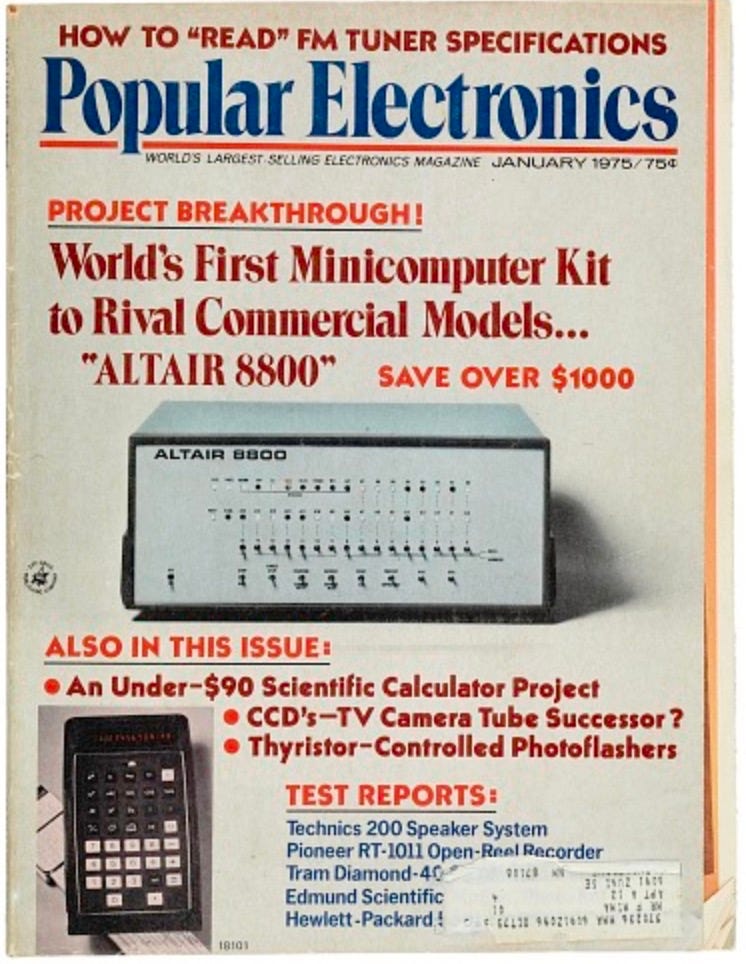 HOW TO “READ” FM TUNER SPECIFICATIONS
Popular Electronics
WORLD'S LARGEST-SELLING ELECTRONICS MAGAZINE JANUARY 1975/75¢
PROJECT BREAKTHROUGH!
World's First Minicomputer Kit
to Rival Commercial Models...
"ALTAIR 8800" SAVE OVER $1000
ALTAIR 8800
ALSO IN THIS ISSUE:
• An Under-$90 Scientific Calculator Project
• CCD's—TV Camera Tube Successor?
• Thyristor-Controlled Photoflashers
TEST REPORTS:
Technics 200 Speaker System
Pioneer RT-1011 Open-Reel Recorder
Tram Diamond-40
Edmund Scientific
Hewlett-Packard
18101